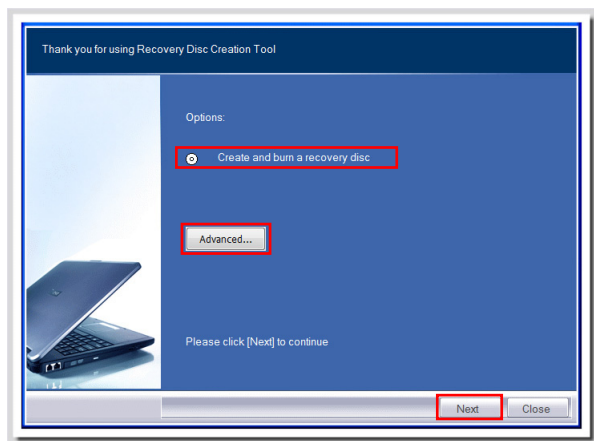 Thank you for using Recovery Disc Creation Tool
Options:
Create and burn a recovery disc
Advanced...
Please click [Next] to continue
Next
Close